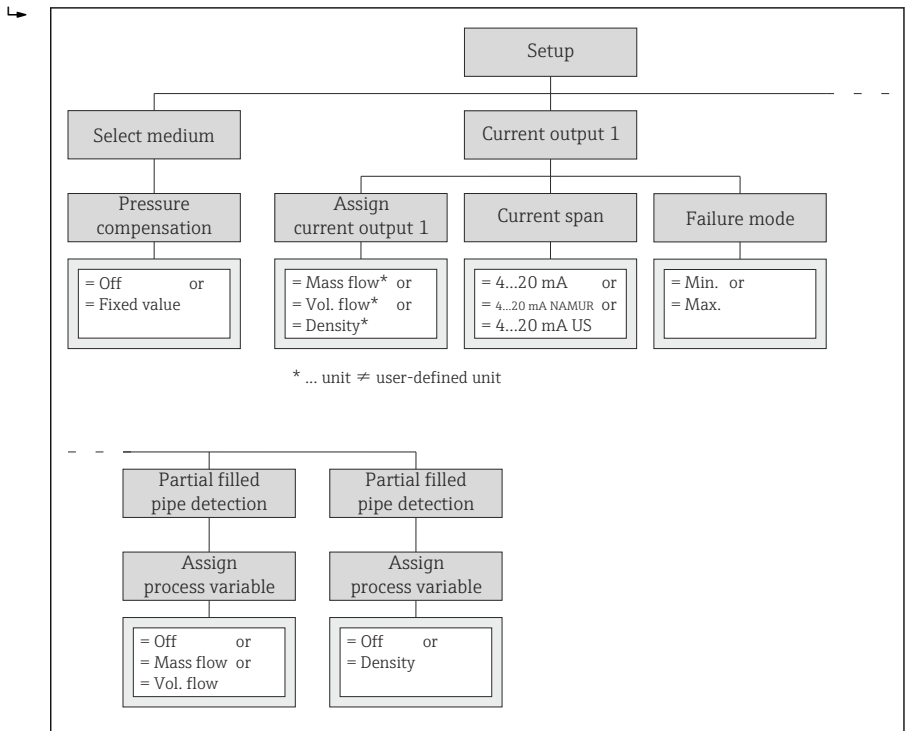 Setup
Select medium
Current output 1
Pressure
compensation
Assign
current output 1
Current span
Failure mode
= Off or
= Fixed value
= Mass flow* or
= Vol. flow* or
= Density*
= 4...20 mA or
= 4...20 mA NAMUR or
= 4...20 mA US
= Min. or
= Max.
* ... unit ≠ user-defined unit
Partial filled
pipe detection
Partial filled
pipe detection
Assign
process variable
Assign
process variable
= Off or
= Mass flow or
= Vol. flow
= Off or
= Density